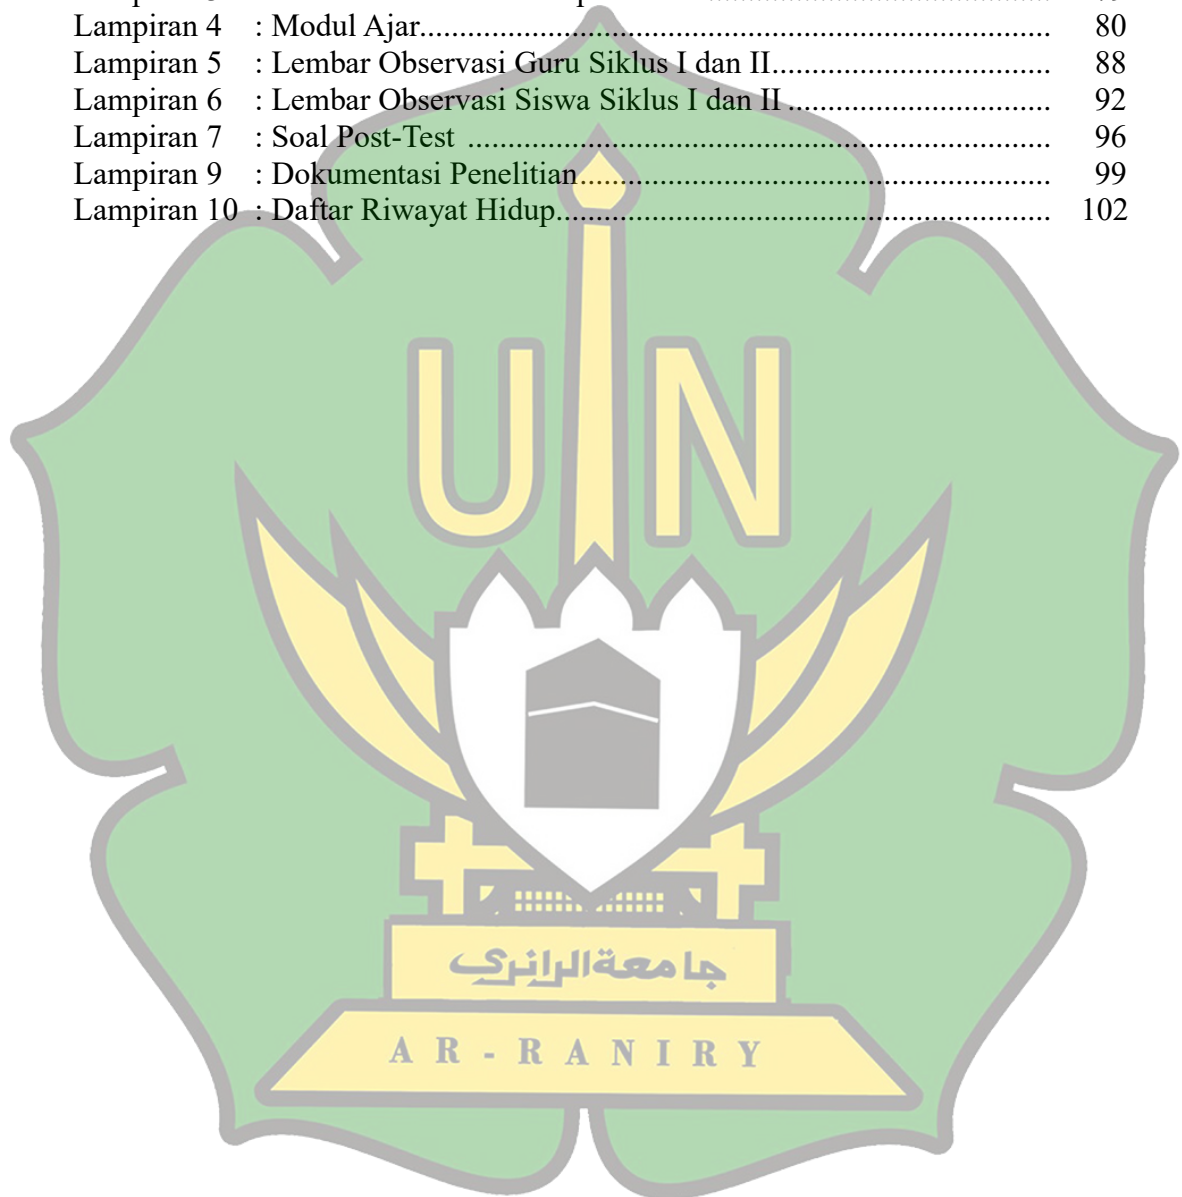 Lampiran 4 : Modul Ajar.......................................................................... 80
Lampiran 5 : Lembar Observasi Guru Siklus I dan II.................................. 88
Lampiran 6 : Lembar Observasi Siswa Siklus I dan II ................................ 92
Lampiran 7 : Soal Post-Test ....................................................................... 96
Lampiran 9 : Dokumentasi Penelitian......................................................... 99
Lampiran 10 : Daftar Riwayat Hidup............................................................ 102
UIN
جامعة الرانري
AR-RANIRY